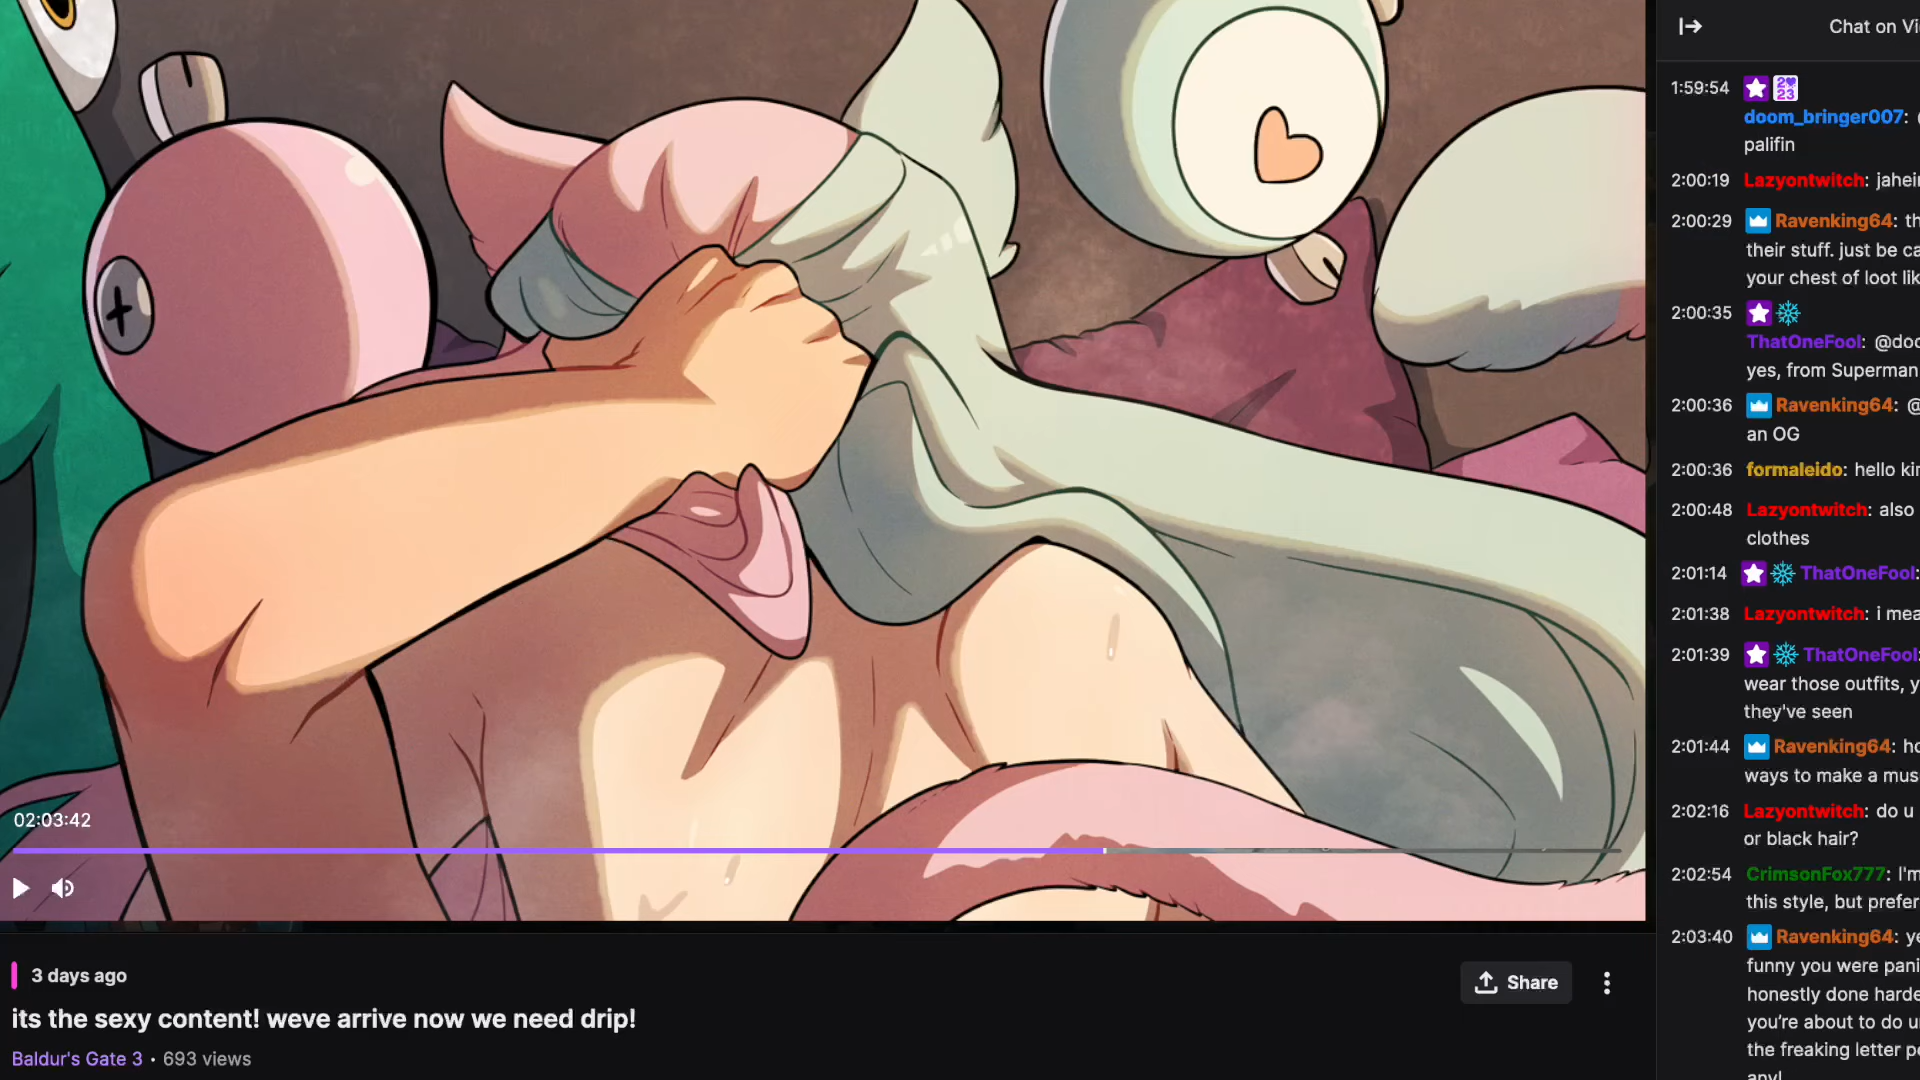 Chat on Vi
1:59:54
2 23
doom_bringer007:
palifin
2:00:19 Lazyontwitch: jahei
2:00:29 Ravenking64: th
their stuff. just be ca
your chest of loot lik
2:00:35
ThatOneFool: @doo
yes, from Superman
2:00:36 Ravenking64: @
an OG
2:00:36 formaleido: hello ki
2:00:48 Lazyontwitch: also
clothes
2:01:14 ThatOneFool:
2:01:38 Lazyontwitch: i mea
2:01:39 ThatOneFool:
wear those outfits, y
they've seen
2:01:44 Ravenking64: ho
ways to make a mus
2:02:16 Lazyontwitch: do u
or black hair?
2:02:54 CrimsonFox777: I'm
this style, but prefer
2:03:40 Ravenking64: ye
funny you were pani
honestly done harde
you're about to do u
the freaking letter p
any!
02:03:42
3 days ago
Share
its the sexy content! weve arrive now we need drip!
Baldur's Gate 3 • 693 views